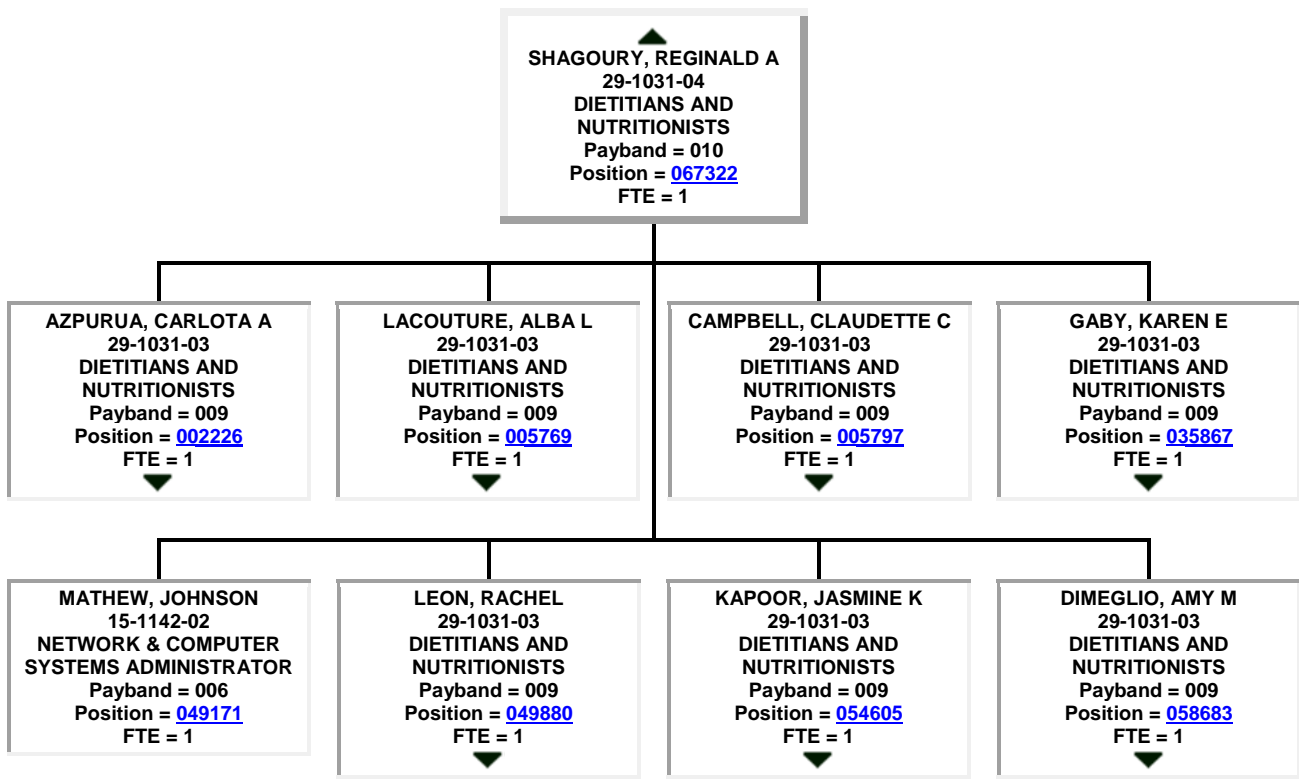 SHAGOURY, REGINALD A
29-1031-04
DIETITIANS AND
NUTRITIONISTS
Payband = 010
Position = 067322
FTE = 1
AZPURUA, CARLOTA A
29-1031-03
DIETITIANS AND
NUTRITIONISTS
Payband = 009
Position = 002226
FTE = 1
LACOUTURE, ALBA L
29-1031-03
DIETITIANS AND
NUTRITIONISTS
Payband = 009
Position = 005769
FTE = 1
CAMPBELL, CLAUDETTE C
29-1031-03
DIETITIANS AND
NUTRITIONISTS
Payband = 009
Position = 005797
FTE = 1
GABY, KAREN E
29-1031-03
DIETITIANS AND
NUTRITIONISTS
Payband = 009
Position = 035867
FTE = 1
MATHEW, JOHNSON
15-1142-02
NETWORK & COMPUTER
SYSTEMS ADMINISTRATOR
Payband = 006
Position = 049171
FTE = 1
LEON, RACHEL
29-1031-03
DIETITIANS AND
NUTRITIONISTS
Payband = 009
Position = 049880
FTE = 1
KAPOOR, JASMINE K
29-1031-03
DIETITIANS AND
NUTRITIONISTS
Payband = 009
Position = 054605
FTE = 1
DIMEGLIO, AMY M
29-1031-03
DIETITIANS AND
NUTRITIONISTS
Payband = 009
Position = 058683
FTE = 1